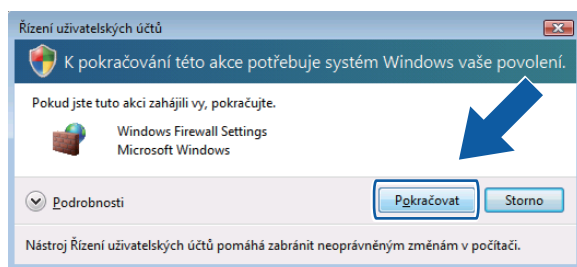 Řízení uživatelských účtů
K pokračování této akce potřebuje systém Windows vaše povolení.
Pokud jste tuto akci zahájili vy, pokračujte.
Windows Firewall Settings
Microsoft Windows
Podrobnosti
Pokračovat
Storno
Nástroj Řízení uživatelských účtů pomáhá zabránit neoprávněným změnám v počítači.